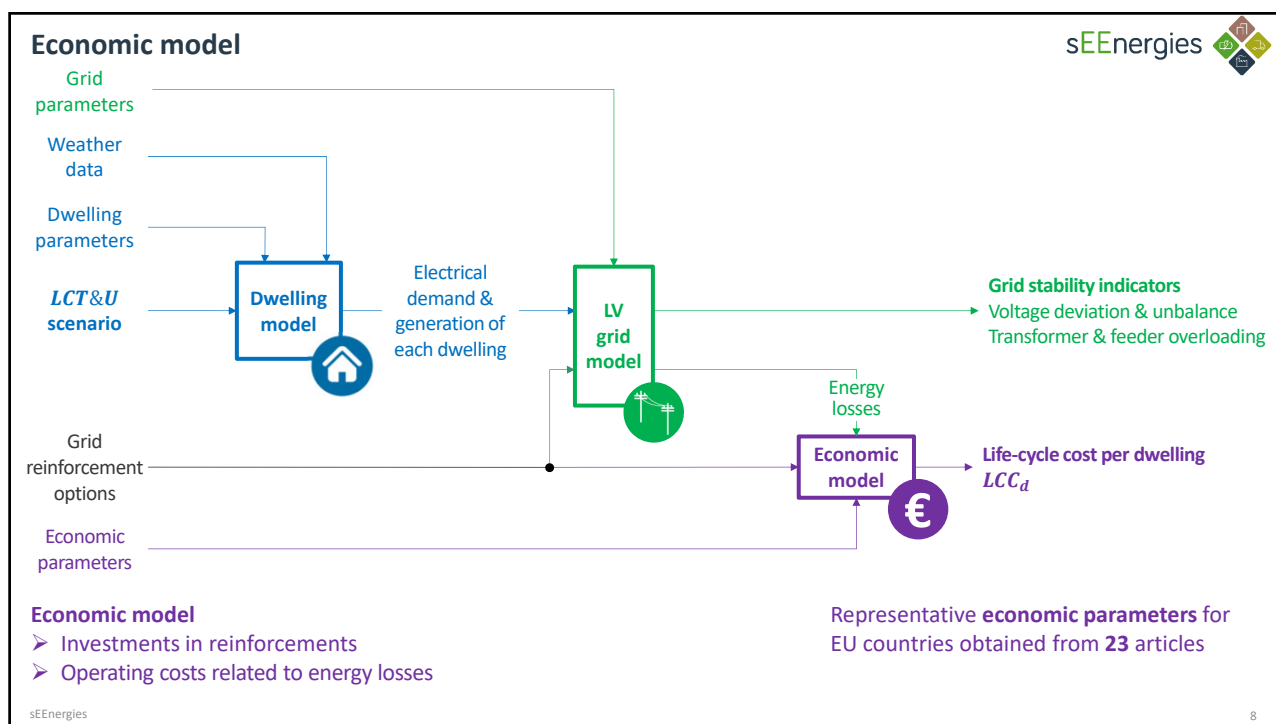 Economic model
sEEnergies
Grid
parameters
Weather
data
Dwelling
parameters
LCT&U
scenario
Dwelling
model
Electrical
demand &
generation of
each dwelling
LV
grid
model
Grid stability indicators
Voltage deviation & unbalance
Transformer & feeder overloading
Energy
losses
Grid
reinforcement
options
Economic
model
€
Life-cycle cost per dwelling
LCC_d
Economic
parameters
Economic model
➢ Investments in reinforcements
➢ Operating costs related to energy losses
Representative economic parameters for
EU countries obtained from 23 articles
sEEnergies
8